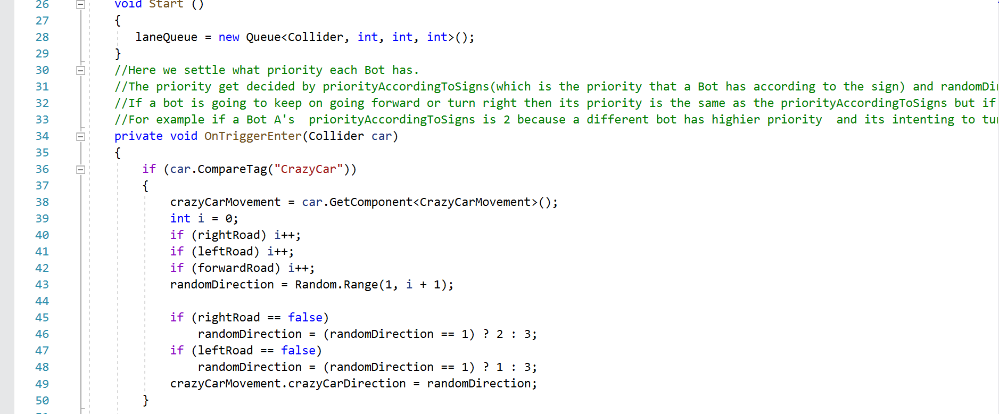 26 void Start ()
27 {
28 laneQueue = new Queue<Collider, int, int, int>();
29 }
30 //Here we settle what priority each Bot has.
31 //The priority get decided by priorityAccordingToSigns(which is the priority that a Bot has according to the sign) and
32 //If a bot is going to keep on going forward or turn right then its priority is the same as the priorityAccordingToSigns but if
33 //For example if a Bot A's  priorityAccordingToSigns is 2 because a different bot has highier priority  and its intenting to
34 private void OnTriggerEnter(Collider car)
35 {
36 if (car.CompareTag("CrazyCar"))
37 {
38 crazyCarMovement = car.GetComponent<CrazyCarMovement>();
39 int i = 0;
40 if (rightRoad) i++;
41 if (leftRoad) i++;
42 if (forwardRoad) i++;
43 randomDirection = Random.Range(1, i + 1);
44
45 if (rightRoad == false)
46 randomDirection = (randomDirection == 1) ? 2 : 3;
47 if (leftRoad == false)
48 randomDirection = (randomDirection == 1) ? 1 : 3;
49 crazyCarMovement.crazyCarDirection = randomDirection;
50 }